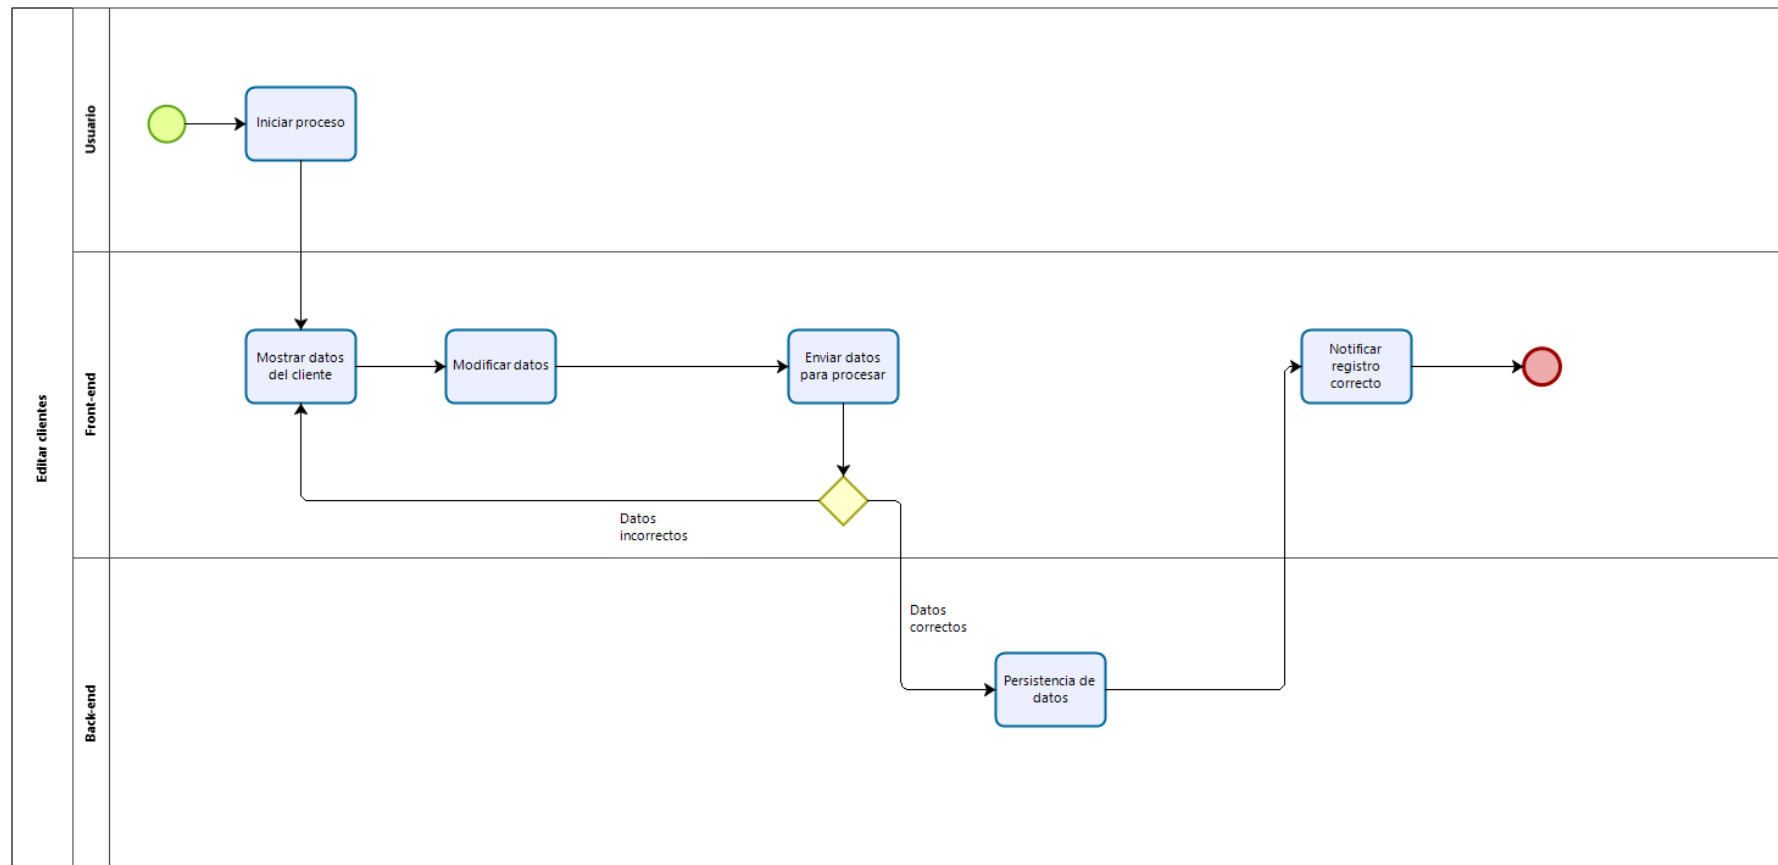 Editar clientes
Usuario
Iniciar proceso
Front-end
Mostrar datos
del cliente
Modificar datos
Enviar datos
para procesar
Notificar
registro
correcto
Datos
incorrectos
Back-end
Datos
correctos
Persistencia de
datos